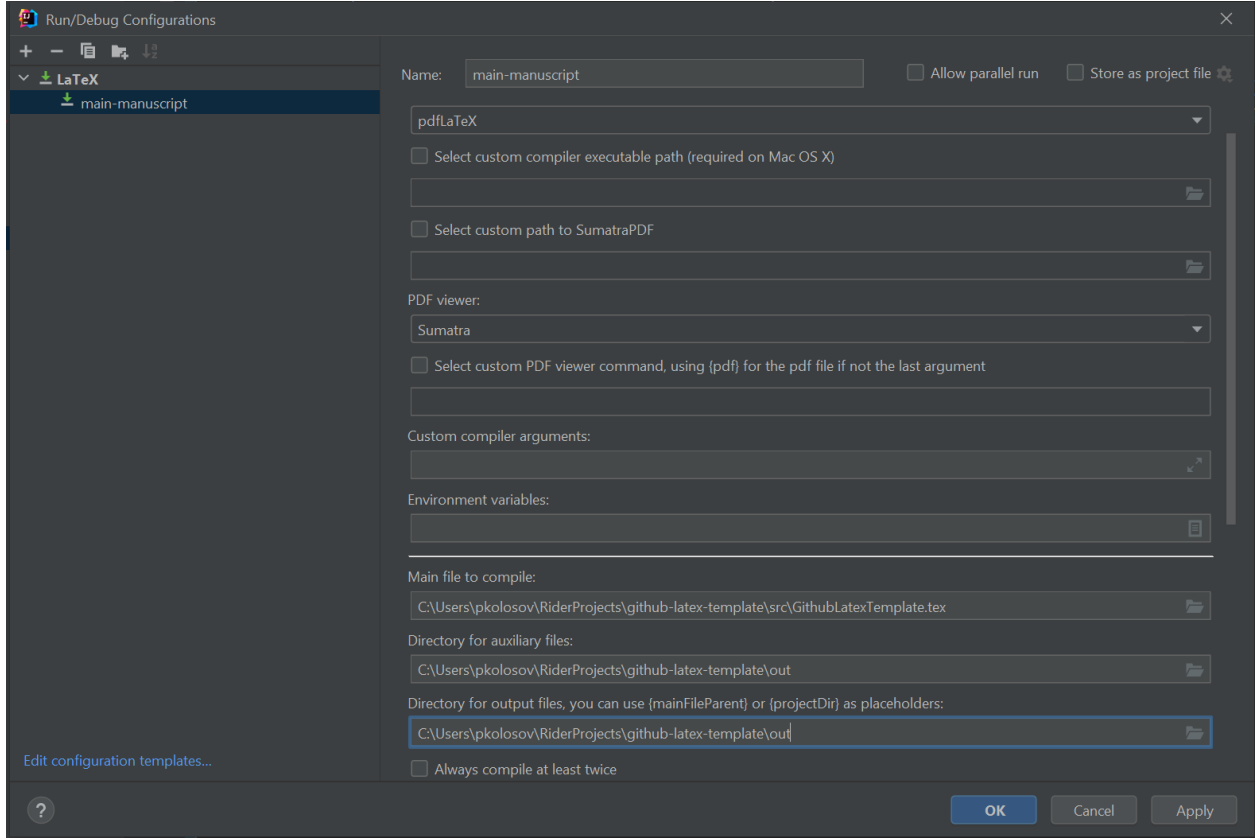 Run/Debug Configurations
LaTeX
main-manuscript
Name: main-manuscript Allow parallel run Store as project file
pdfLaTeX
Select custom compiler executable path (required on Mac OS X)
Select custom path to SumatraPDF
PDF viewer:
Sumatra
Select custom PDF viewer command, using {pdf} for the pdf file if not the last argument
Custom compiler arguments:
Environment variables:
Main file to compile:
C:\Users\pkolosov\RiderProjects\github-latex-template\src\GithubLatexTemplate.tex
Directory for auxiliary files:
C:\Users\pkolosov\RiderProjects\github-latex-template\out
Directory for output files, you can use {mainFileParent} or {projectDir} as placeholders:
C:\Users\pkolosov\RiderProjects\github-latex-template\out
Always compile at least twice
Edit configuration templates...
? OK Cancel Apply